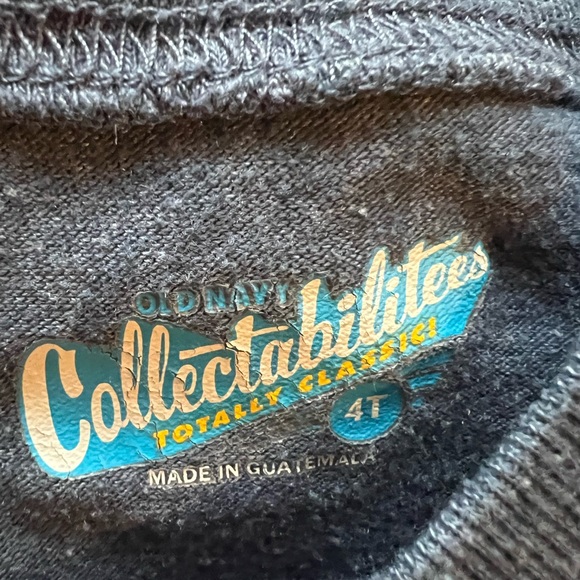 OLD NAVY
Collectabilitees
TOTALLY CLASSIC!
4T
MADE IN GUATEMALA